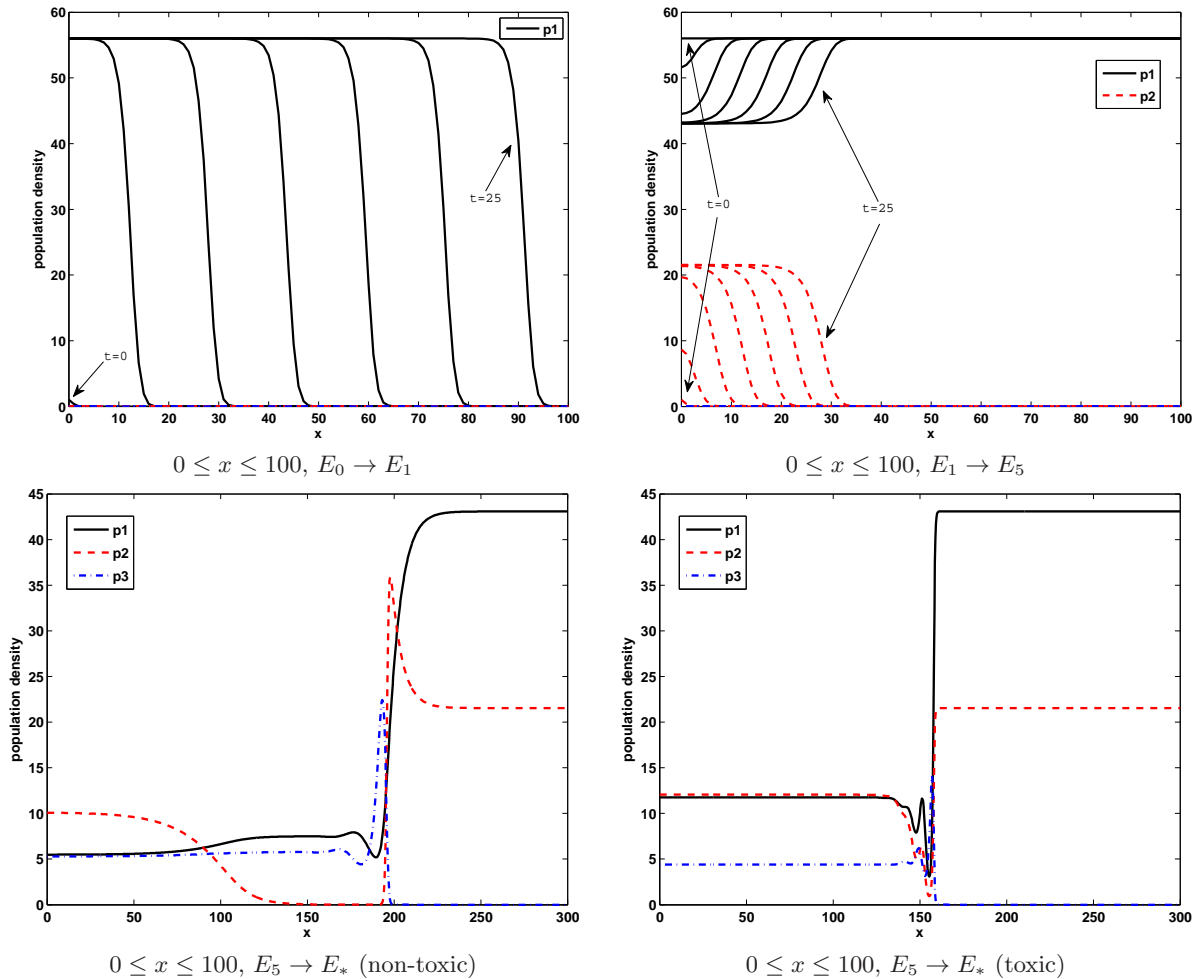 60
50
40
30
20
10
0
0 10 20 30 40 50 60 70 80 90 100
population density
x
p1
t=25
t=0
0 ≤ x ≤ 100, E₀ → E₁
60
50
40
30
20
10
0
0 10 20 30 40 50 60 70 80 90 100
population density
x
p1
p2
t=0
t=25
0 ≤ x ≤ 100, E₁ → E₅
45
40
35
30
25
20
15
10
5
0
0 50 100 150 200 250 300
population density
x
p1
p2
p3
0 ≤ x ≤ 100, E₅ → E∗ (non-toxic)
45
40
35
30
25
20
15
10
5
0
0 50 100 150 200 250 300
population density
x
p1
p2
p3
0 ≤ x ≤ 100, E₅ → E∗ (toxic)